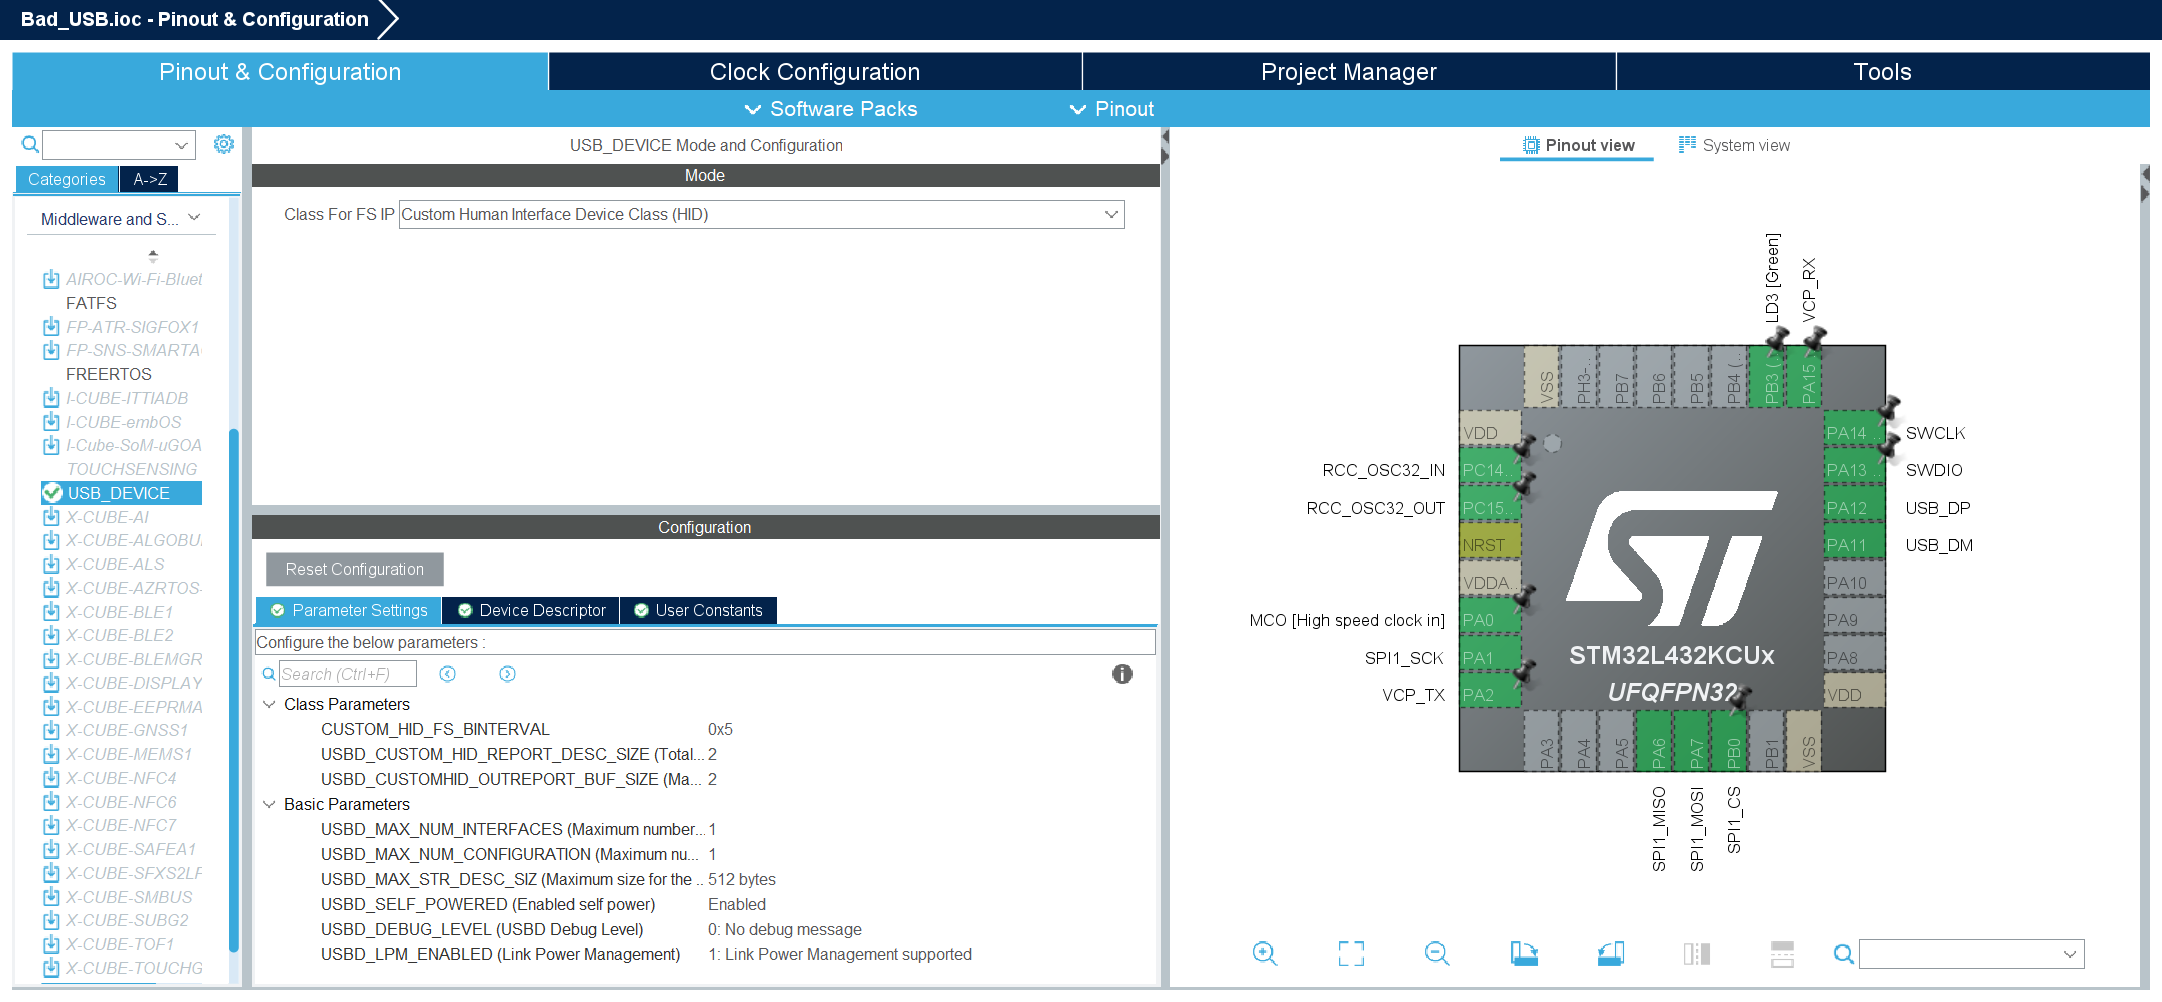 Bad_USB.ioc - Pinout & Configuration
Pinout & Configuration
Clock Configuration
Project Manager
Tools
Software Packs
Pinout
Categories
A->Z
Middleware and S...
AIROC-Wi-Fi-Bluet
FATFS
FP-ATR-SIGFOX1
FP-SNS-SMARTA
FREERTOS
I-CUBE-ITTIADB
I-CUBE-embOS
I-Cube-SoM-uGOA
TOUCHSENSING
USB_DEVICE
X-CUBE-AI
X-CUBE-ALGOBU
X-CUBE-ALS
X-CUBE-AZRTOS-
X-CUBE-BLE1
X-CUBE-BLE2
X-CUBE-BLEMGR
X-CUBE-DISPLAY
X-CUBE-EEPRMA
X-CUBE-GNSS1
X-CUBE-MEMS1
X-CUBE-NFC4
X-CUBE-NFC6
X-CUBE-NFC7
X-CUBE-SAFEA1
X-CUBE-SFXS2LP
X-CUBE-SMBUS
X-CUBE-SUBG2
X-CUBE-TOF1
X-CUBE-TOUCHG
USB_DEVICE Mode and Configuration
Mode
Class For FS IP
Custom Human Interface Device Class (HID)
Configuration
Reset Configuration
Parameter Settings
Device Descriptor
User Constants
Configure the below parameters :
Search (Ctrl+F)
Class Parameters
CUSTOM_HID_FS_BINTERVAL 0x5
USBD_CUSTOM_HID_REPORT_DESC_SIZE (Total... 2
USBD_CUSTOMHID_OUTREPORT_BUF_SIZE (Ma... 2
Basic Parameters
USBD_MAX_NUM_INTERFACES (Maximum number... 1
USBD_MAX_NUM_CONFIGURATION (Maximum nu... 1
USBD_MAX_STR_DESC_SIZ (Maximum size for the .. 512 bytes
USBD_SELF_POWERED (Enabled self power) Enabled
USBD_DEBUG_LEVEL (USBD Debug Level) 0: No debug message
USBD_LPM_ENABLED (Link Power Management) 1: Link Power Management supported
Pinout view
System view
LD3 [Green]
VCP_RX
VSS
PH3-...
PB7
PB6
PB5
PB4 (...
PB3 (...
PA15
VDD
PC14..
PC15..
NRST
VDDA..
PA0
PA1
PA2
RCC_OSC32_IN
RCC_OSC32_OUT
MCO [High speed clock in]
SPI1_SCK
VCP_TX
PA14 ..
PA13 ..
PA12
PA11
PA10
PA9
PA8
VDD
SWCLK
SWDIO
USB_DP
USB_DM
ST
STM32L432KCUx
UFQFPN32
PA3
PA4
PA5
PA6
PA7
PB0
PB1
VSS
SPI1_MISO
SPI1_MOSI
SPI1_CS